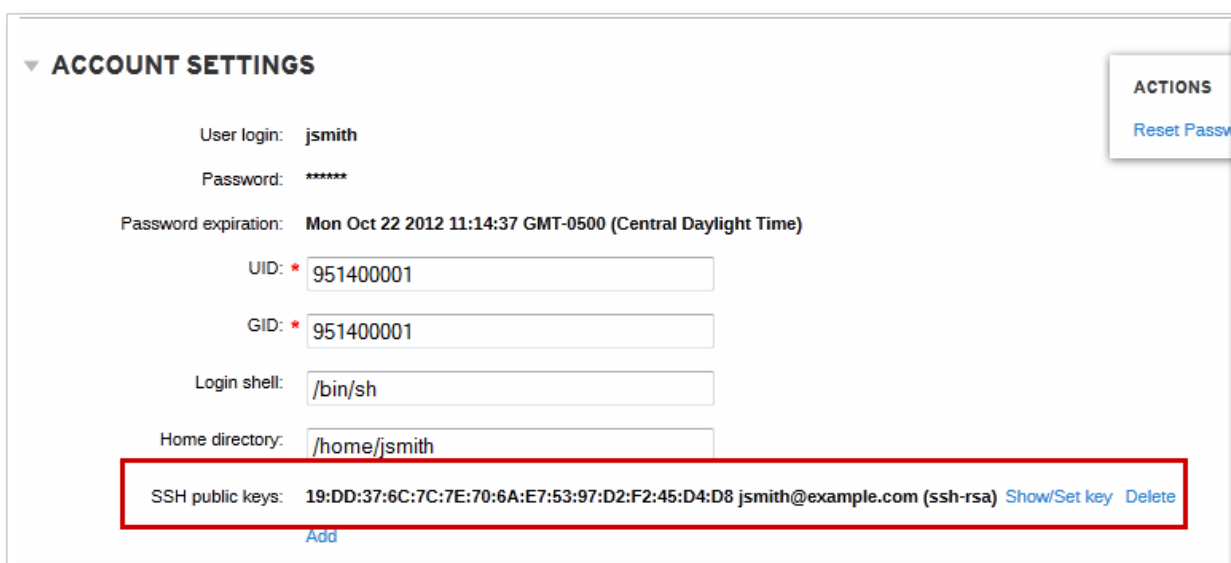 ACCOUNT SETTINGS
ACTIONS
Reset Passw
User login: jsmith
Password: ******
Password expiration: Mon Oct 22 2012 11:14:37 GMT-0500 (Central Daylight Time)
UID: * 951400001
GID: * 951400001
Login shell: /bin/sh
Home directory: /home/jsmith
SSH public keys: 19:DD:37:6C:7C:7E:70:6A:E7:53:97:D2:F2:45:D4:D8 jsmith@example.com (ssh-rsa) Show/Set key Delete
Add